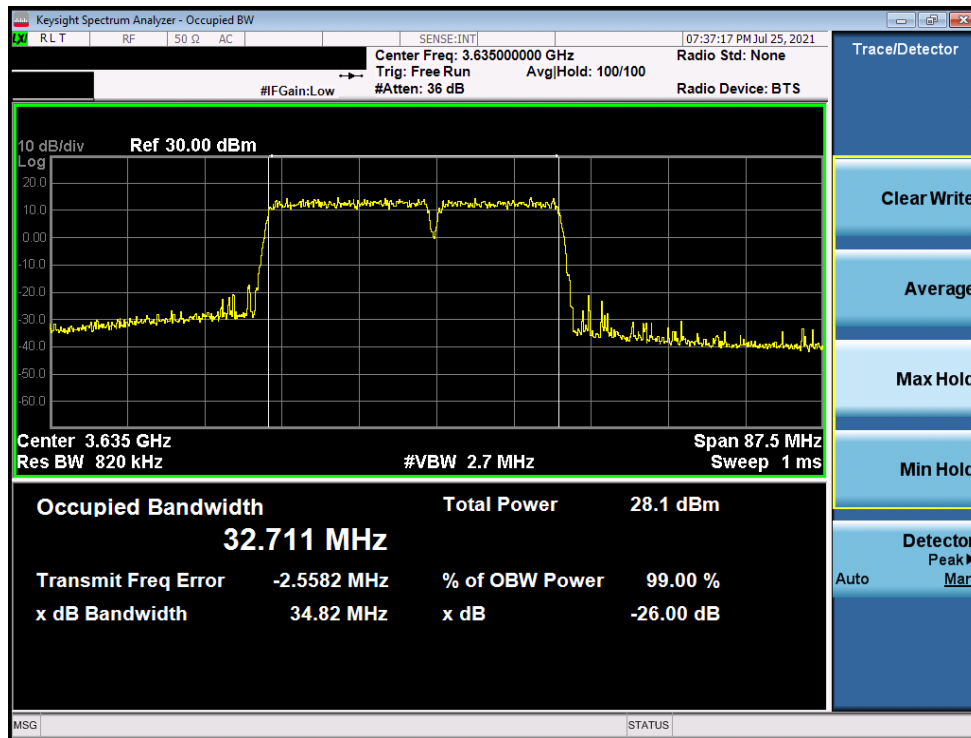 Keysight Spectrum Analyzer - Occupied BW
LXI RLT RF 50 Ω AC SENSE:INT 07:37:17 PM Jul 25, 2021
Center Freq: 3.635000000 GHz Radio Std: None
Trig: Free Run Avg|Hold: 100/100
#IFGain:Low #Atten: 36 dB Radio Device: BTS
10 dB/div Ref 30.00 dBm
Log
20.0
10.0
0.00
-10.0
-20.0
-30.0
-40.0
-50.0
-60.0
Center 3.635 GHz Span 87.5 MHz
Res BW 820 kHz #VBW 2.7 MHz Sweep 1 ms
Occupied Bandwidth Total Power 28.1 dBm
32.711 MHz
Transmit Freq Error -2.5582 MHz % of OBW Power 99.00 %
x dB Bandwidth 34.82 MHz x dB -26.00 dB
MSG STATUS
Trace/Detector
Clear Write
Average
Max Hold
Min Hold
Detector
Peak▶
Auto Man